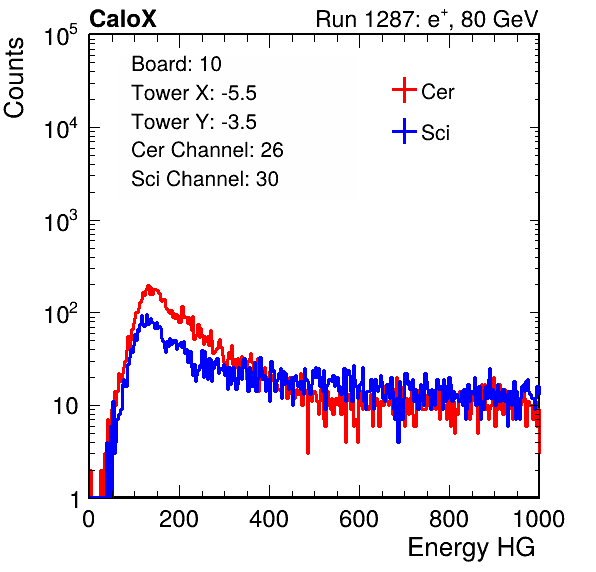 CaloX Run 1287: e⁺, 80 GeV
Counts
Board: 10
Tower X: -5.5
Tower Y: -3.5
Cer Channel: 26
Sci Channel: 30
Cer
Sci
10⁵
10⁴
10³
10²
10
1
0 200 400 600 800 1000
Energy HG